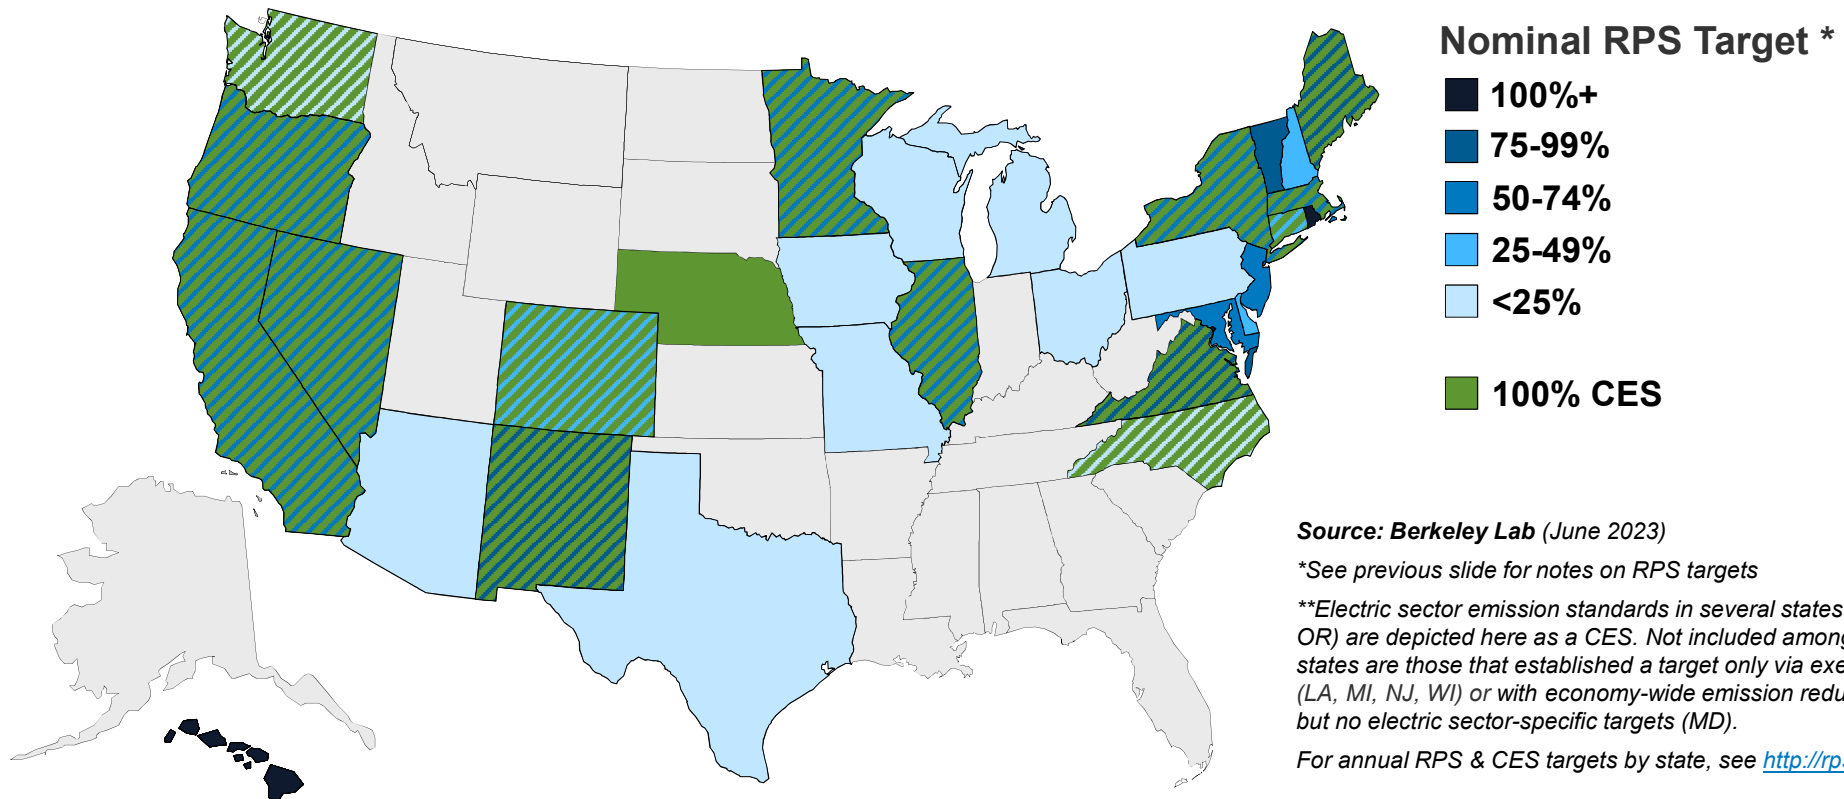 Nominal RPS Target *
100%+
75-99%
50-74%
25-49%
<25%
100% CES
Source: Berkeley Lab (June 2023)
*See previous slide for notes on RPS targets
**Electric sector emission standards in several states
OR) are depicted here as a CES. Not included among
states are those that established a target only via exe
(LA, MI, NJ, WI) or with economy-wide emission redu
but no electric sector-specific targets (MD).
For annual RPS & CES targets by state, see http://rps